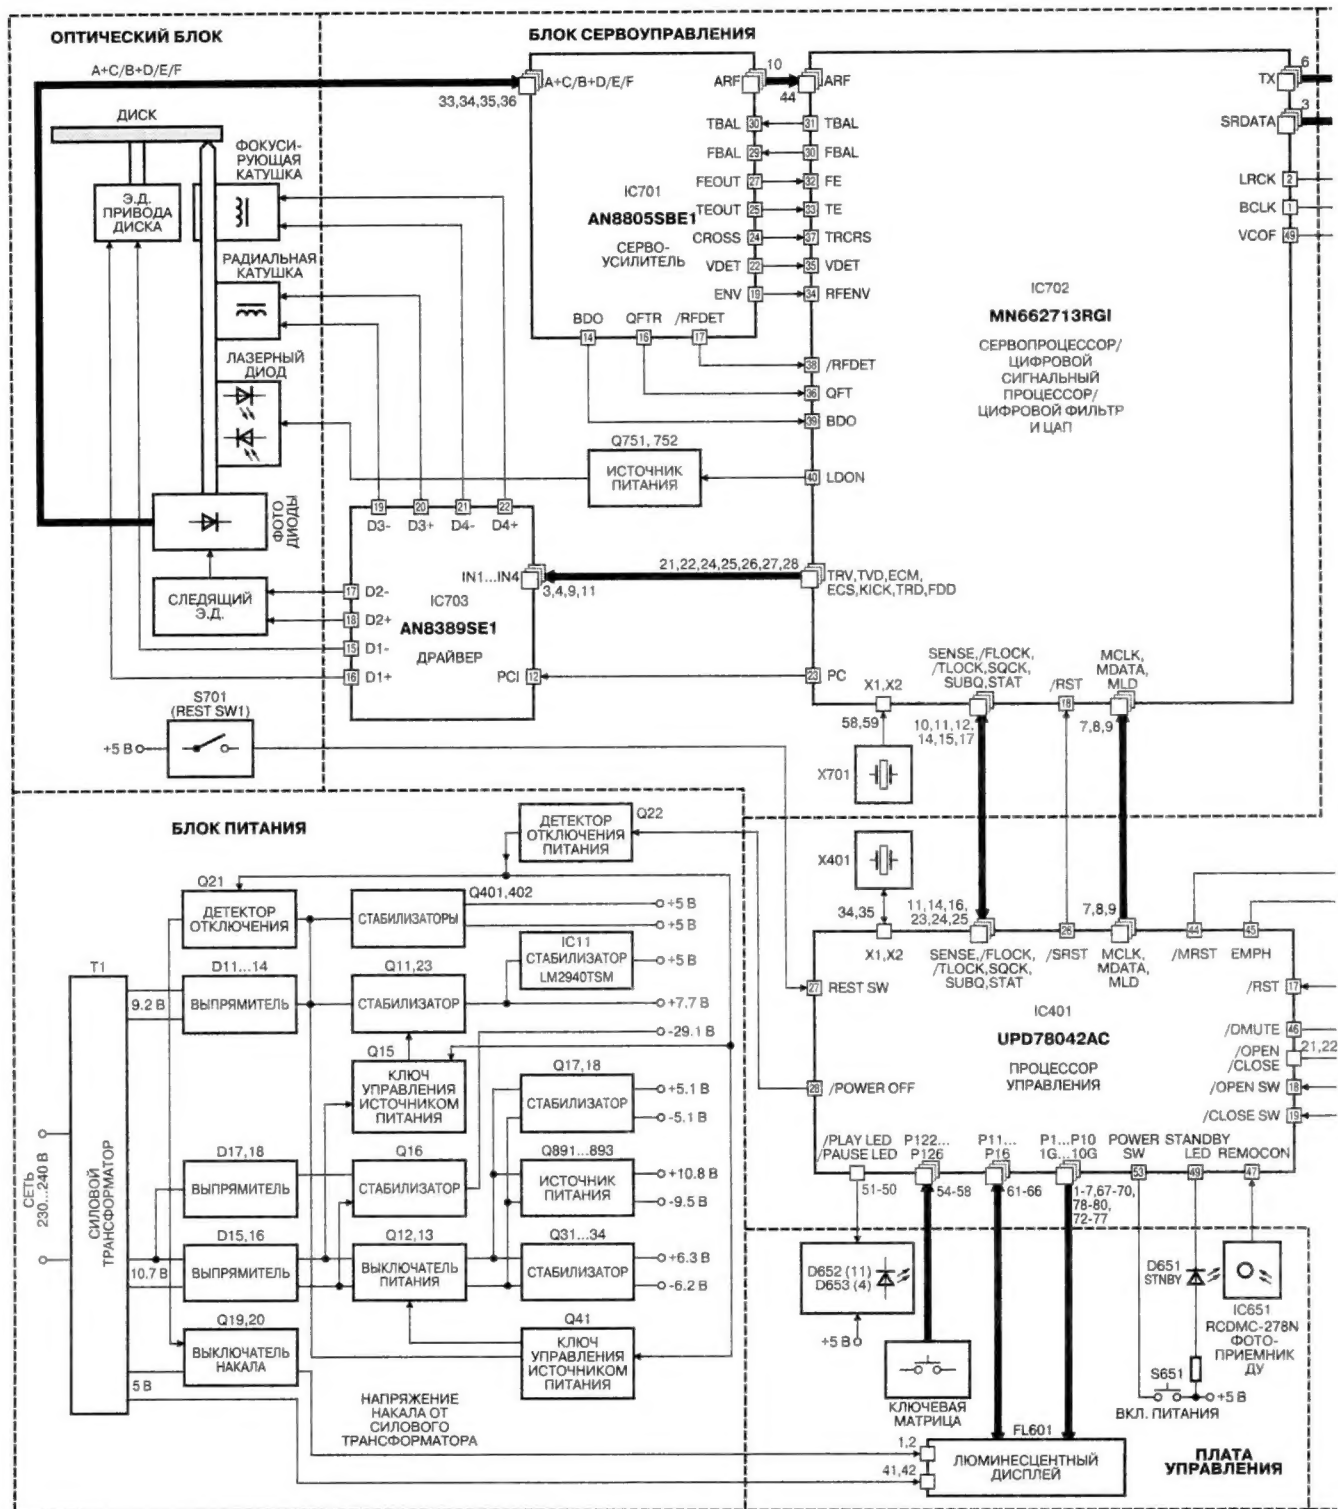 ОПТИЧЕСКИЙ БЛОК
БЛОК СЕРВОУПРАВЛЕНИЯ
A+C/B+D/E/F
33,34,35,36
A+C/B+D/E/F
ARF
10
44
ARF
TX
6
SRDATA
3
ДИСК
ФОКУСИ-
РУЮЩАЯ
КАТУШКА
Э.Д.
ПРИВОДА
ДИСКА
РАДИАЛЬНАЯ
КАТУШКА
ЛАЗЕРНЫЙ
ДИОД
ФОТО
ДИОДЫ
СЛЕДЯЩИЙ
Э.Д.
IC701
AN8805SBE1
СЕРВО-
УСИЛИТЕЛЬ
TBAL 30 31 TBAL
FBAL 29 30 FBAL
FEOUT 27 32 FE
TEOUT 25 33 TE
CROSS 24 37 TRCRS
VDET 22 35 VDET
ENV 19 34 RFENV
BDO QFTR /RFDET
14 16 17
38 /RFDET
36 QFT
39 BDO
40 LDON
LRCK 2
BCLK 1
VCOF 49
IC702
MN662713RGI
СЕРВОПРОЦЕССОР/
ЦИФРОВОЙ
СИГНАЛЬНЫЙ
ПРОЦЕССОР/
ЦИФРОВОЙ ФИЛЬТР
И ЦАП
Q751, 752
ИСТОЧНИК
ПИТАНИЯ
19 20 21 22
D3- D3+ D4- D4+
IN1...IN4
3,4,9,11
21,22,24,25,26,27,28
TRV,TVD,ECM,
ECS,KICK,TRD,FDD
IC703
AN8389SE1
ДРАЙВЕР
17 D2-
18 D2+
15 D1-
16 D1+
PCI 12
23 PC
X1,X2
58,59
SENSE,/FLOCK,
/TLOCK,SQCK,
SUBQ,STAT
10,11,12,
14,15,17
/RST
18
MCLK,
MDATA,
MLD
7,8,9
S701
(REST SW1)
+5 В
X701
БЛОК ПИТАНИЯ
ДЕТЕКТОР
ОТКЛЮЧЕНИЯ
ПИТАНИЯ
Q22
X401
Q21
ДЕТЕКТОР
ОТКЛЮЧЕНИЯ
Q401,402
СТАБИЛИЗАТОРЫ
+5 В
+5 В
IC11
СТАБИЛИЗАТОР
LM2940TSM
+5 В
T1
СИЛОВОЙ
ТРАНСФОРМАТОР
СЕТЬ
230...240 В
9.2 В
D11...14
ВЫПРЯМИТЕЛЬ
Q11,23
СТАБИЛИЗАТОР
+7.7 В
-29.1 В
Q15
КЛЮЧ
УПРАВЛЕНИЯ
ИСТОЧНИКОМ
ПИТАНИЯ
Q17,18
СТАБИЛИЗАТОР
+5.1 В
-5.1 В
D17,18
ВЫПРЯМИТЕЛЬ
Q16
СТАБИЛИЗАТОР
Q891...893
ИСТОЧНИК
ПИТАНИЯ
+10.8 В
-9.5 В
10.7 В
D15,16
ВЫПРЯМИТЕЛЬ
Q12,13
ВЫКЛЮЧАТЕЛЬ
ПИТАНИЯ
Q31...34
СТАБИЛИЗАТОР
+6.3 В
-6.2 В
Q19,20
ВЫКЛЮЧАТЕЛЬ
НАКАЛА
5 В
Q41
КЛЮЧ
УПРАВЛЕНИЯ
ИСТОЧНИКОМ
ПИТАНИЯ
НАПРЯЖЕНИЕ
НАКАЛА ОТ
СИЛОВОГО
ТРАНСФОРМАТОРА
34,35
X1,X2
11,14,16,
23,24,25
SENSE,/FLOCK,
/TLOCK,SQCK,
SUBQ,STAT
26
/SRST
7,8,9
MCLK,
MDATA,
MLD
44
/MRST
45
EMPH
27 REST SW
28 /POWER OFF
IC401
UPD78042AC
ПРОЦЕССОР
УПРАВЛЕНИЯ
/RST 17
/DMUTE 46
/OPEN
/CLOSE
21,22
/OPEN SW 18
/CLOSE SW 19
/PLAY LED
/PAUSE LED
51-50
P122...
P126
54-58
P11...
P16
61-66
P1...P10
1G...10G
1-7,67-70,
78-80,
72-77
POWER
SW
53
STANDBY
LED
49
REMOCON
47
D652 (11)
D653 (4)
+5 В
КЛЮЧЕВАЯ
МАТРИЦА
D651
STNBY
IC651
RCDMC-278N
ФОТО-
ПРИЕМНИК
ДУ
S651
+5 В
ВКЛ. ПИТАНИЯ
FL601
1,2
41,42
ЛЮМИНЕСЦЕНТНЫЙ
ДИСПЛЕЙ
ПЛАТА
УПРАВЛЕНИЯ